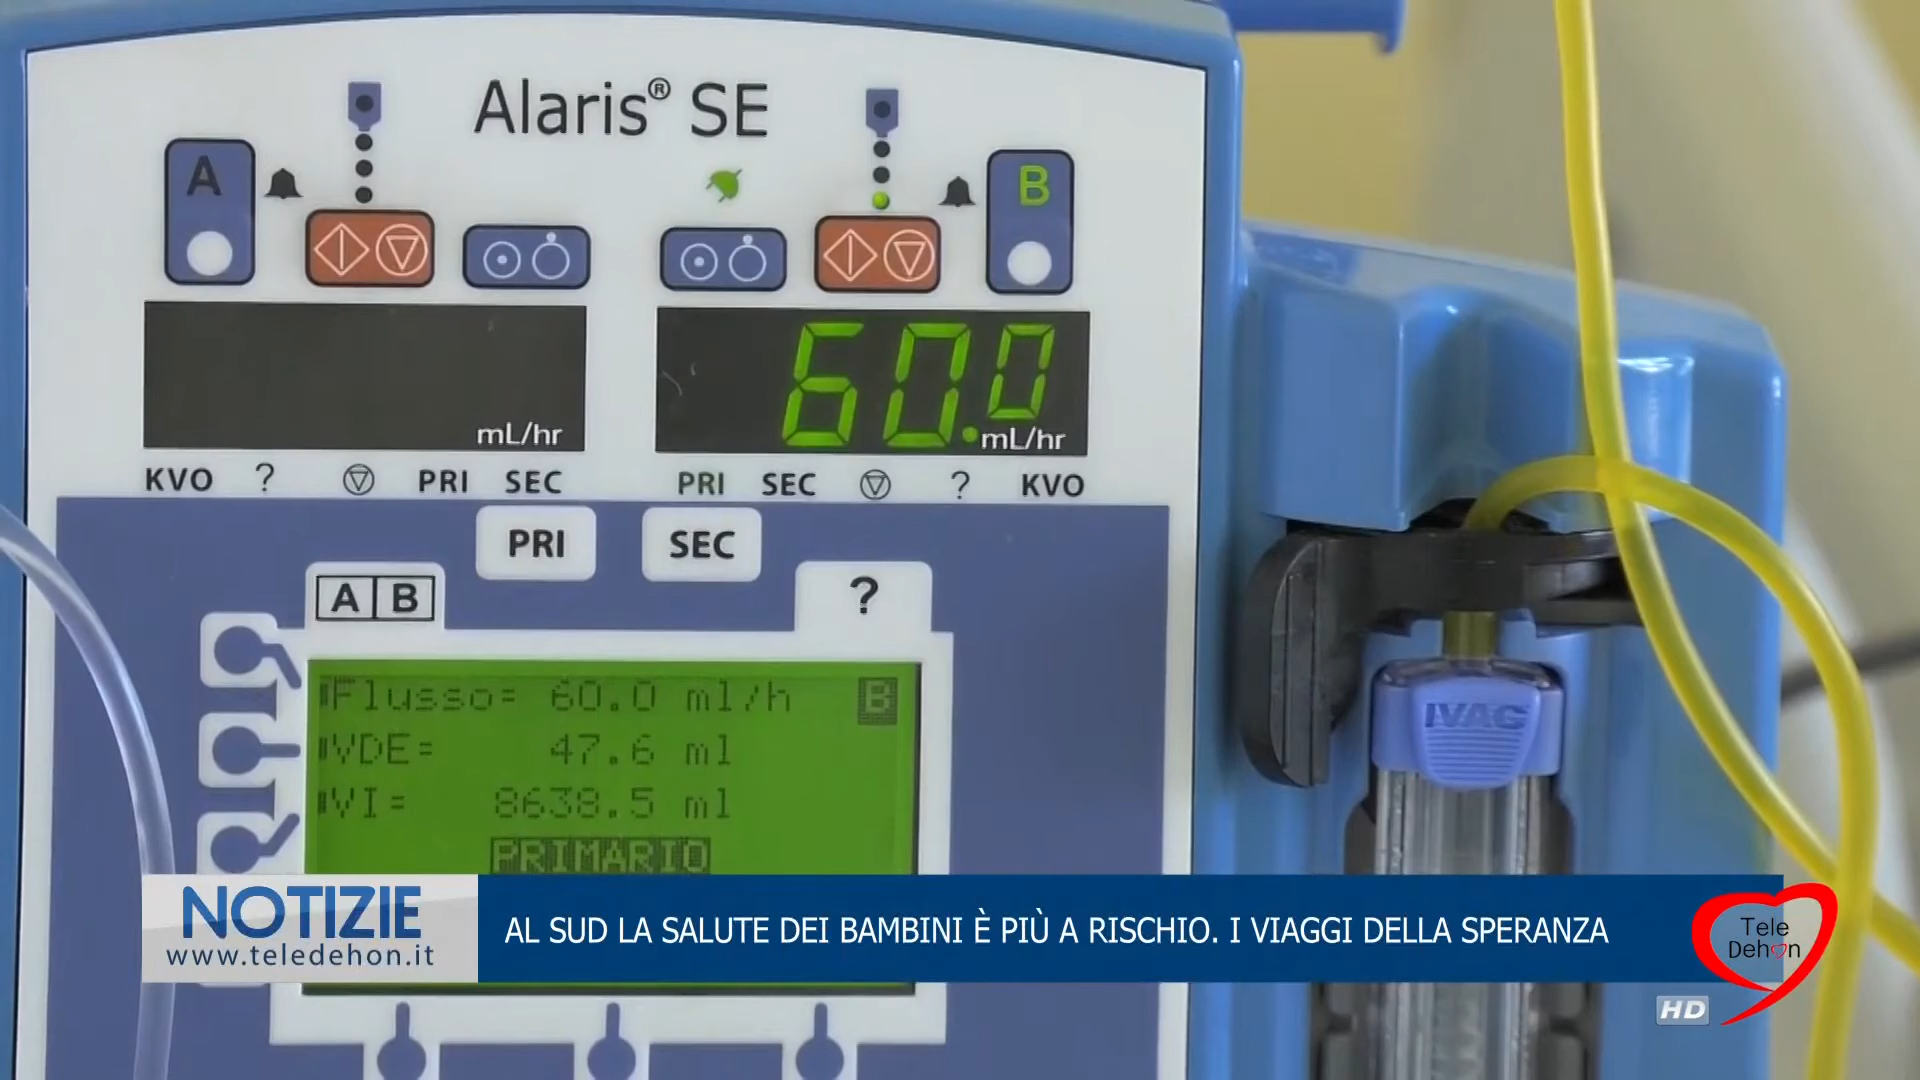 Alaris® SE
A
B
60.0
mL/hr
mL/hr
KVO ? PRI SEC
PRI SEC ? KVO
PRI
SEC
A B
?
Flusso= 60.0 ml/h B
VDE= 47.6 ml
VI= 8638.5 ml
PRIMARIO
IVAC
NOTIZIE
www.teledehon.it
AL SUD LA SALUTE DEI BAMBINI È PIÙ A RISCHIO. I VIAGGI DELLA SPERANZA
Tele
Dehon
HD